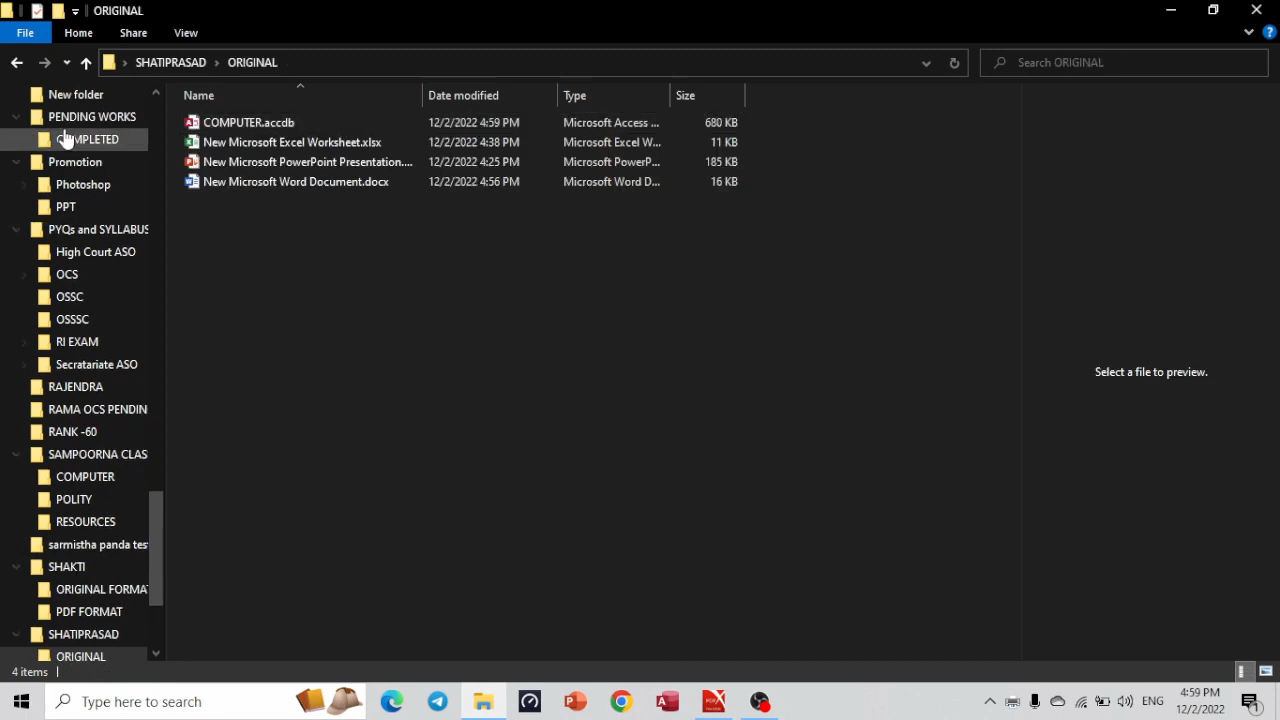 ORIGINAL
File Home Share View
SHATIPRASAD ORIGINAL Search ORIGINAL
Name Date modified Type Size
COMPUTER.accdb 12/2/2022 4:59 PM Microsoft Access ... 680 KB
New Microsoft Excel Worksheet.xlsx 12/2/2022 4:38 PM Microsoft Excel W... 11 KB
New Microsoft PowerPoint Presentation.... 12/2/2022 4:59 PM Microsoft PowerP... 185 KB
New Microsoft Word Document.docx 12/2/2022 4:56 PM Microsoft Word D... 16 KB
New folder
PENDING WORKS
COMPLETED
Promotion
Photoshop
PPT
PYQs and SYLLABUS
High Court ASO
OCS
OSSC
OSSSC
RI EXAM
Secratariate ASO
RAJENDRA
RAMA OCS PENDIN
RANK -60
SAMPOORNA CLAS
COMPUTER
POLITY
RESOURCES
sarmistha panda tes
SHAKTI
ORIGINAL FORMA
PDF FORMAT
SHATIPRASAD
ORIGINAL
Select a file to preview.
4 items
Type here to search
ENG
4:59 PM
12/2/2022